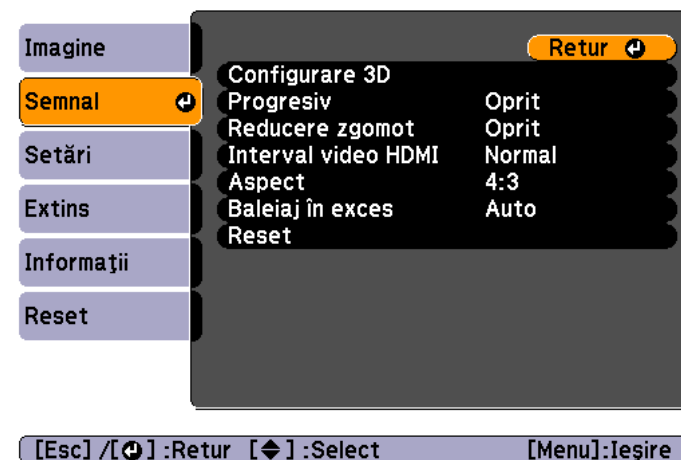 Imagine
Semnal
Setări
Extins
Informaţii
Reset
Retur
Configurare 3D
Progresiv Oprit
Reducere zgomot Oprit
Interval video HDMI Normal
Aspect 4:3
Baleiaj în exces Auto
Reset
[Esc] /[⏎] :Retur [◆] :Select [Menu]:Ieşire